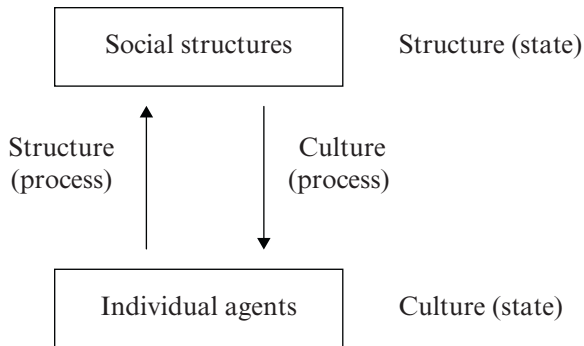 Social structures
Structure (state)
Structure
(process)
Culture
(process)
Individual agents
Culture (state)